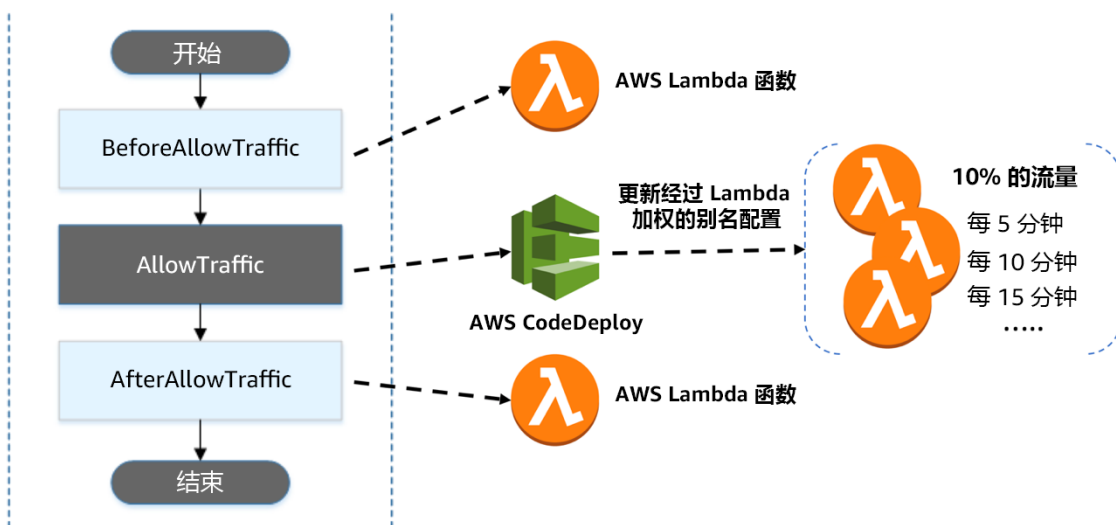 开始
BeforeAllowTraffic
AllowTraffic
AfterAllowTraffic
结束
AWS Lambda 函数
更新经过 Lambda
加权的别名配置
AWS CodeDeploy
AWS Lambda 函数
10% 的流量
每 5 分钟
每 10 分钟
每 15 分钟
.....